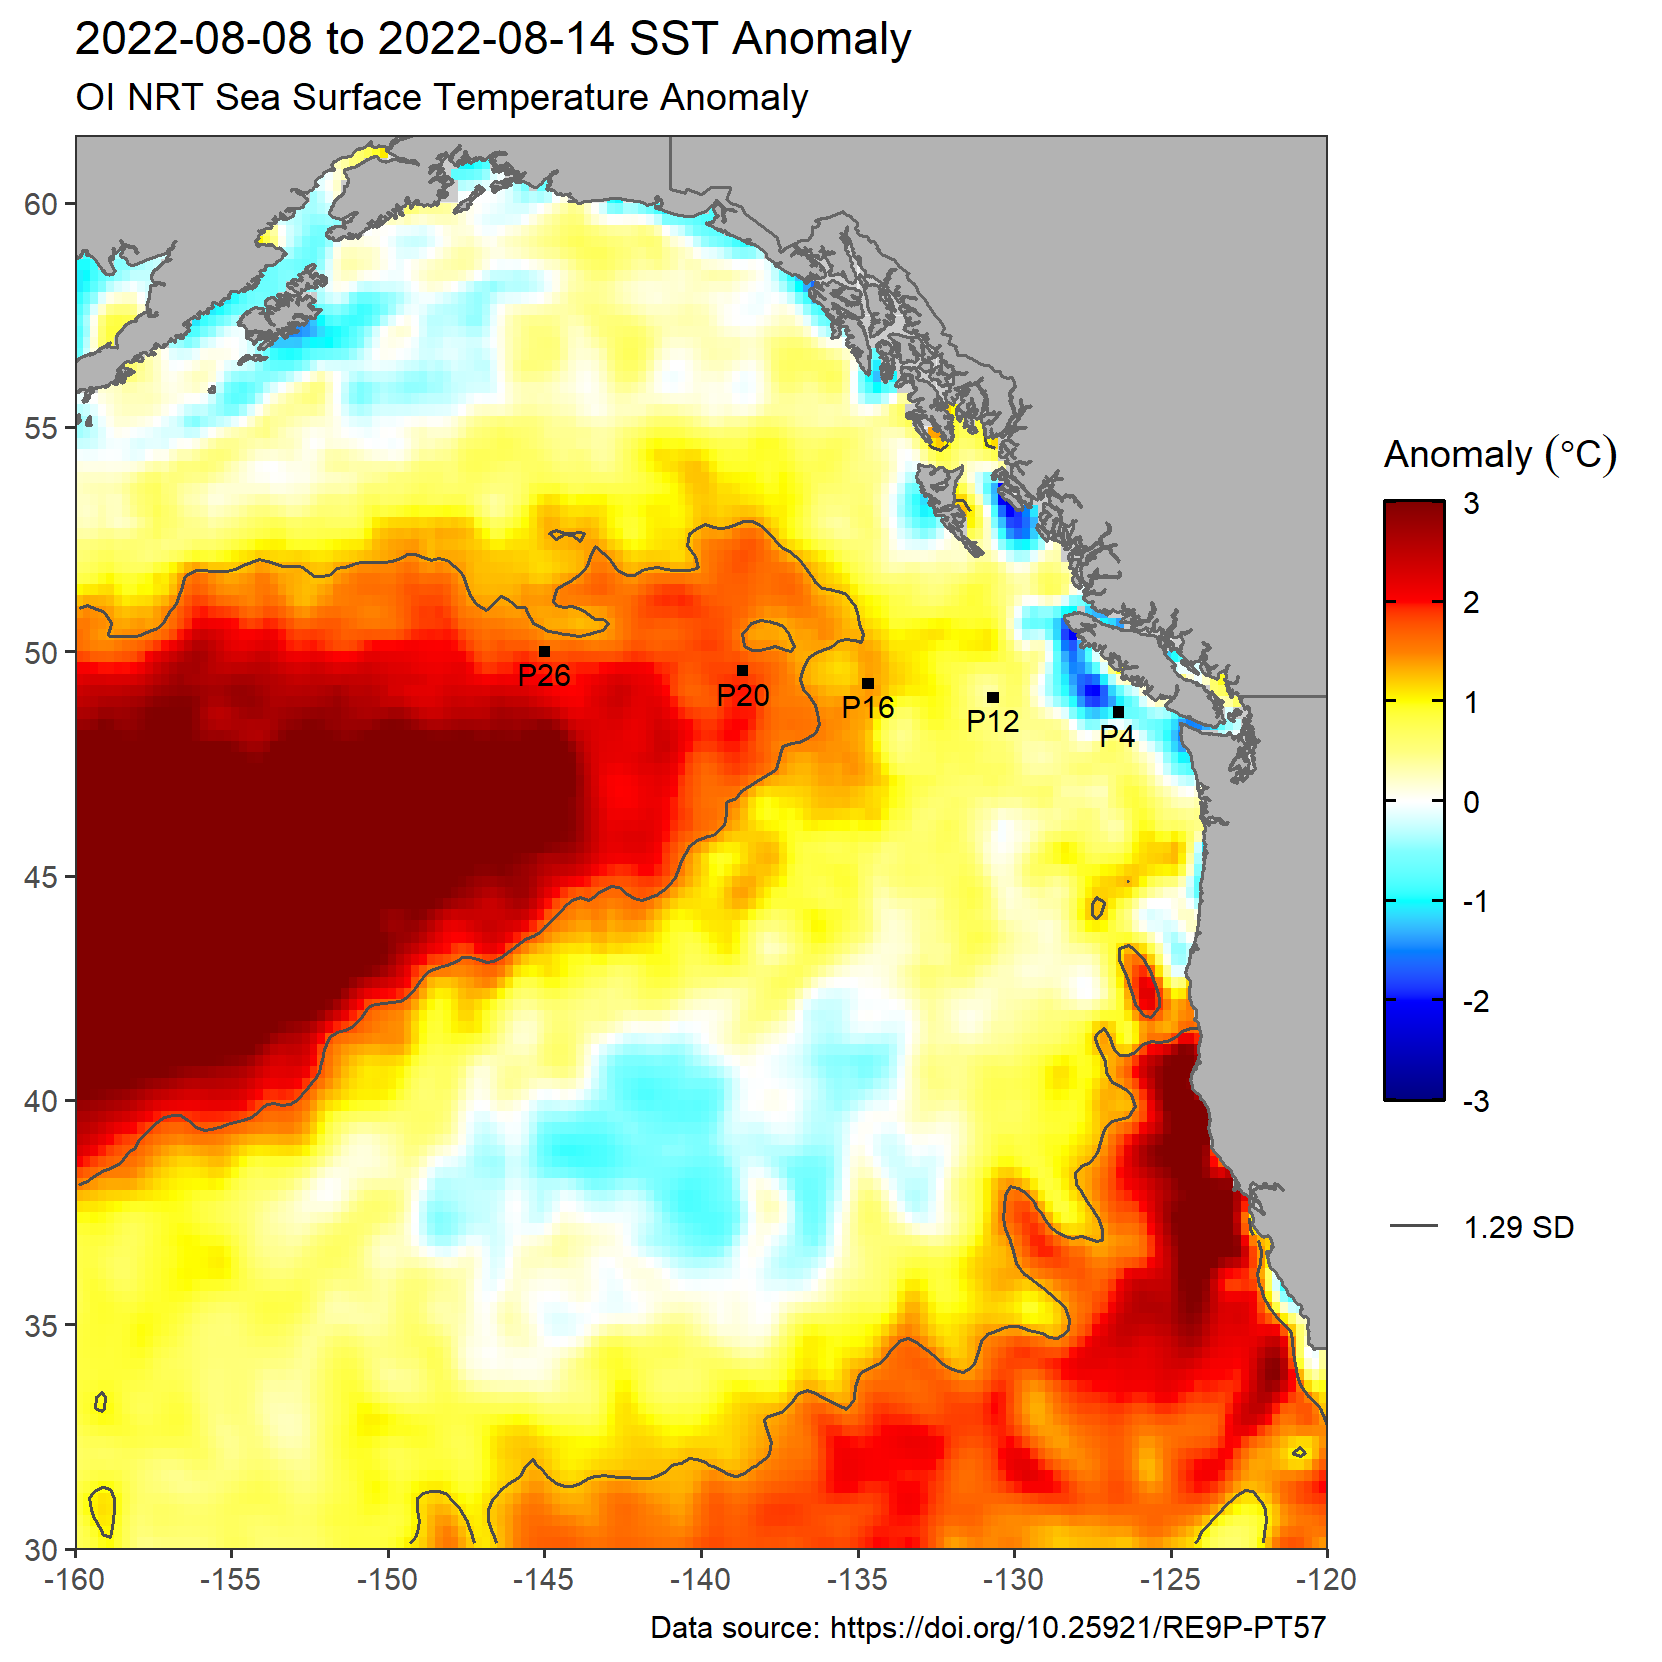 2022-08-08 to 2022-08-14 SST Anomaly
OI NRT Sea Surface Temperature Anomaly
60
55
50
45
40
35
30
-160
-155
-150
-145
-140
-135
-130
-125
-120
P26
P20
P16
P12
P4
Anomaly (°C)
3
2
1
0
-1
-2
-3
1.29 SD
Data source: https://doi.org/10.25921/RE9P-PT57